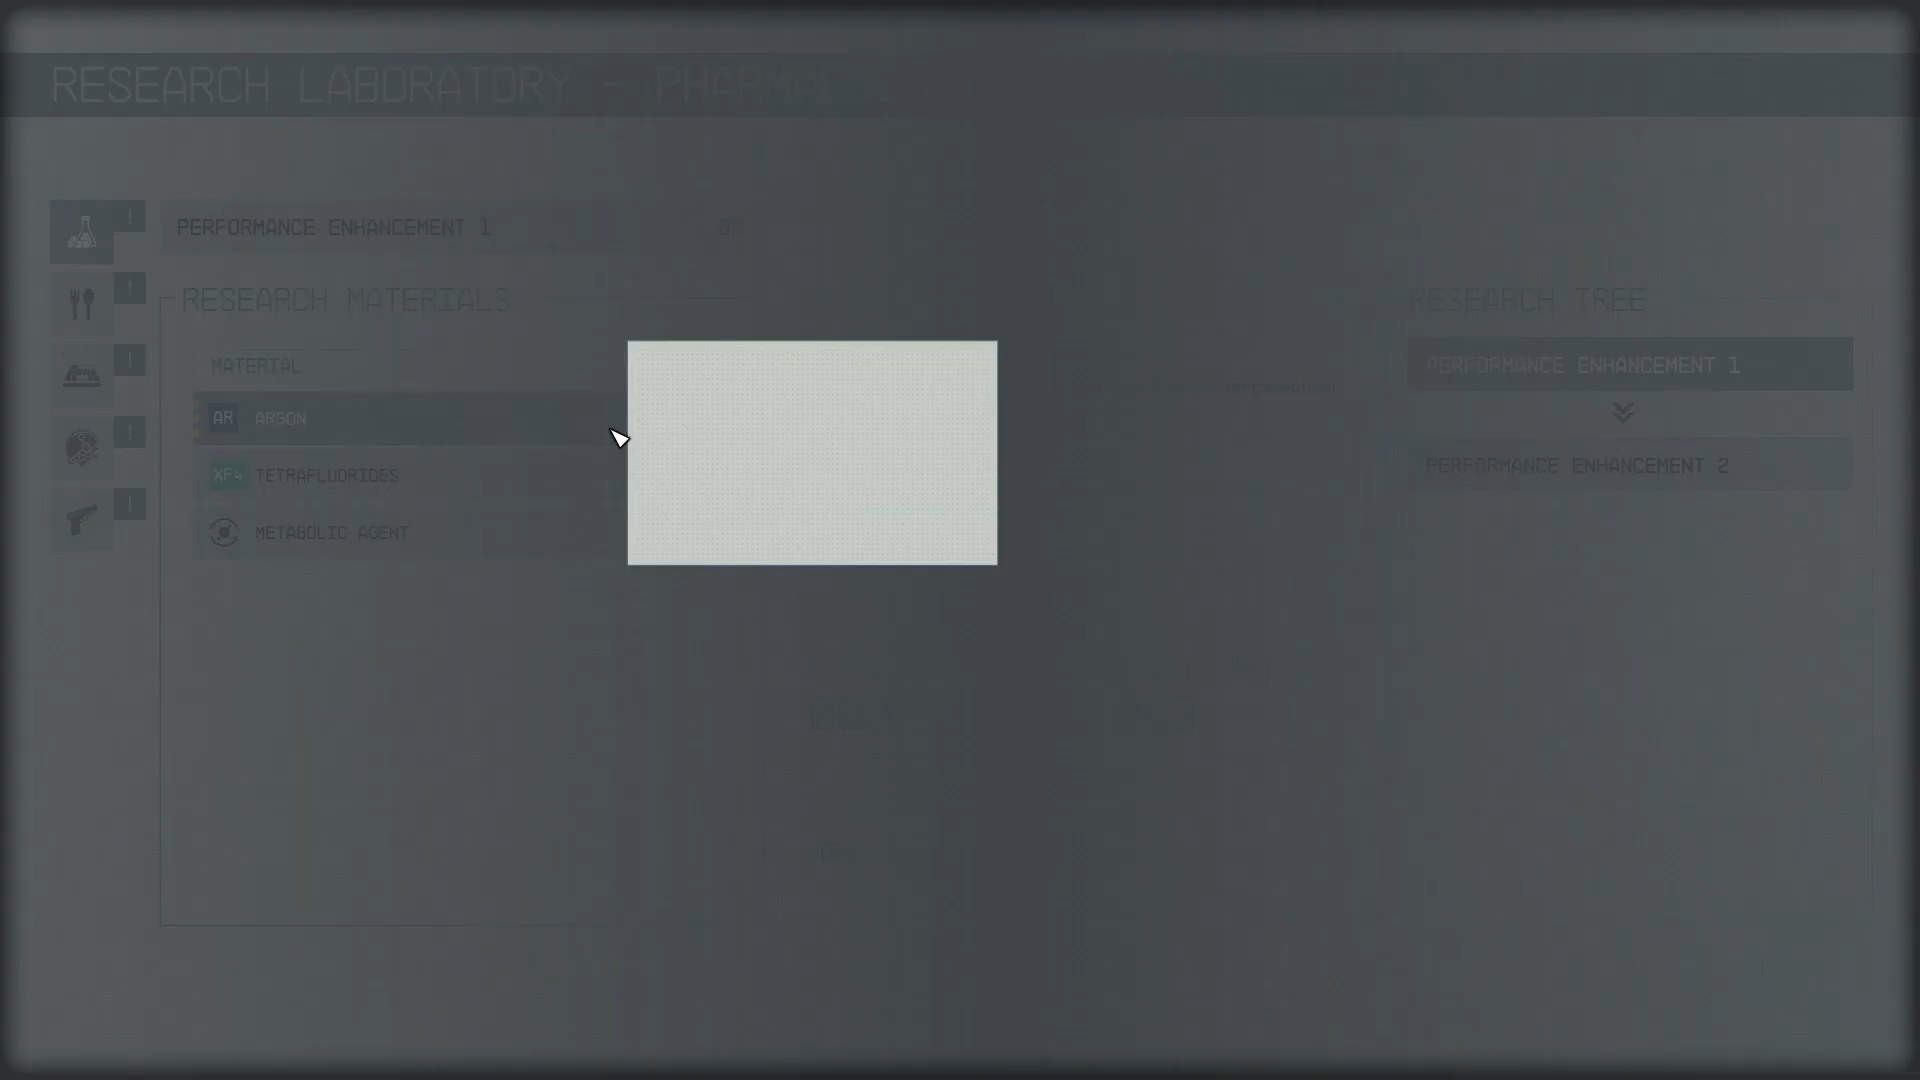 RESEARCH LABORATORY –
!
PERFORMANCE ENHANCEMENT 1
!
RESEARCH MATERIALS
RESEARCH TREE
!
MATERIAL
PERFORMANCE ENHANCEMENT 1
AR ARGON
!
PERFORMANCE ENHANCEMENT 2
XF4 TETRAFLUORIDES
!
METABOLIC AGENT